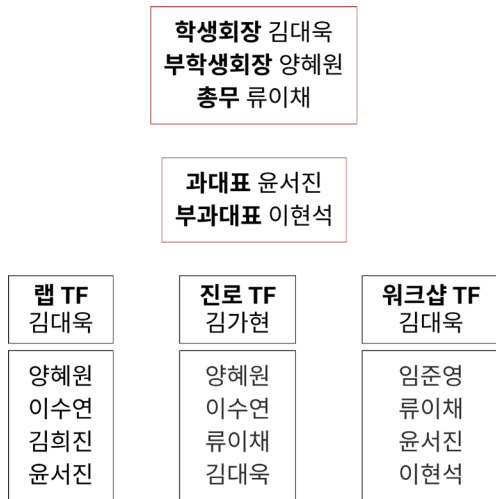 학생회장 김대욱
부학생회장 양혜원
총무 류이채
과대표 윤서진
부과대표 이현석
랩 TF
김대욱
양혜원
이수연
김희진
윤서진
진로 TF
김가현
양혜원
이수연
류이채
김대욱
워크샵 TF
김대욱
임준영
류이채
윤서진
이현석